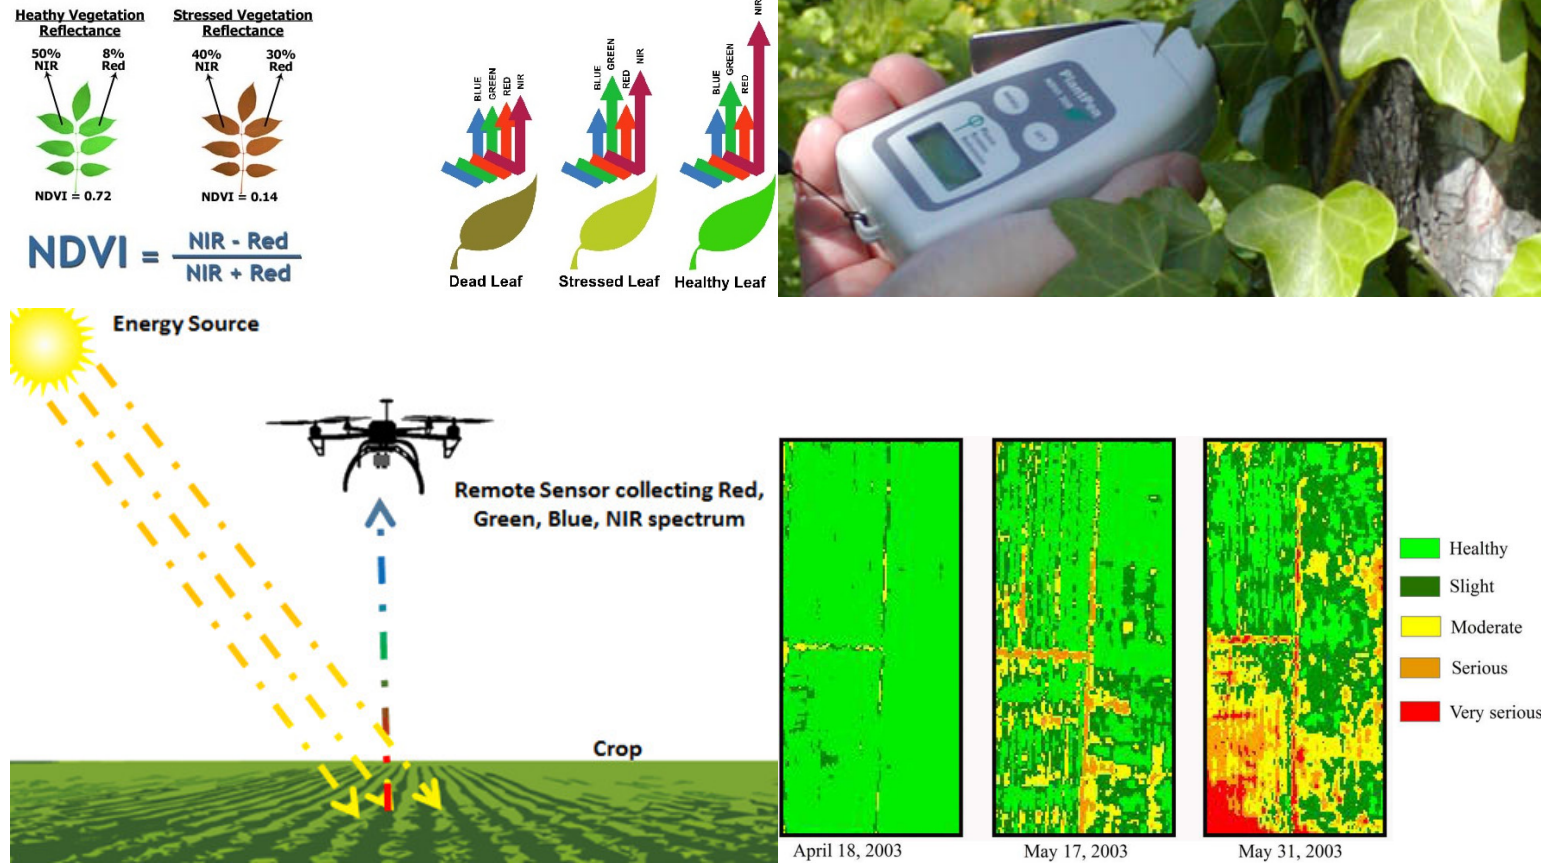 Heathy Vegetation
Reflectance
Stressed Vegetation
Reflectance
50%
NIR
8%
Red
40%
NIR
30%
Red
NDVI = 0.72
NDVI = 0.14
NDVI = NIR - Red
NIR + Red
BLUE
GREEN
RED
NIR
BLUE
GREEN
RED
NIR
BLUE
GREEN
RED
NIR
Dead Leaf
Stressed Leaf
Healthy Leaf
PlantPen
Energy Source
Remote Sensor collecting Red,
Green, Blue, NIR spectrum
Crop
Healthy
Slight
Moderate
Serious
Very serious
April 18, 2003
May 17, 2003
May 31, 2003